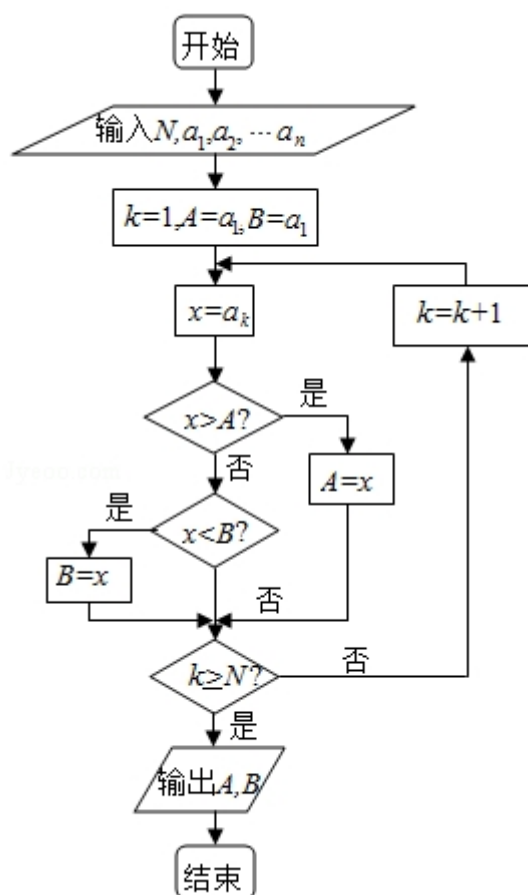 开始
输入N,a₁,a₂, ⋯aₙ
k=1,A=a₁,B=a₁
x=aₖ
k=k+1
x>A?
是
否
A=x
是
x<B?
B=x
否
k≥N?
否
是
输出A,B
结束